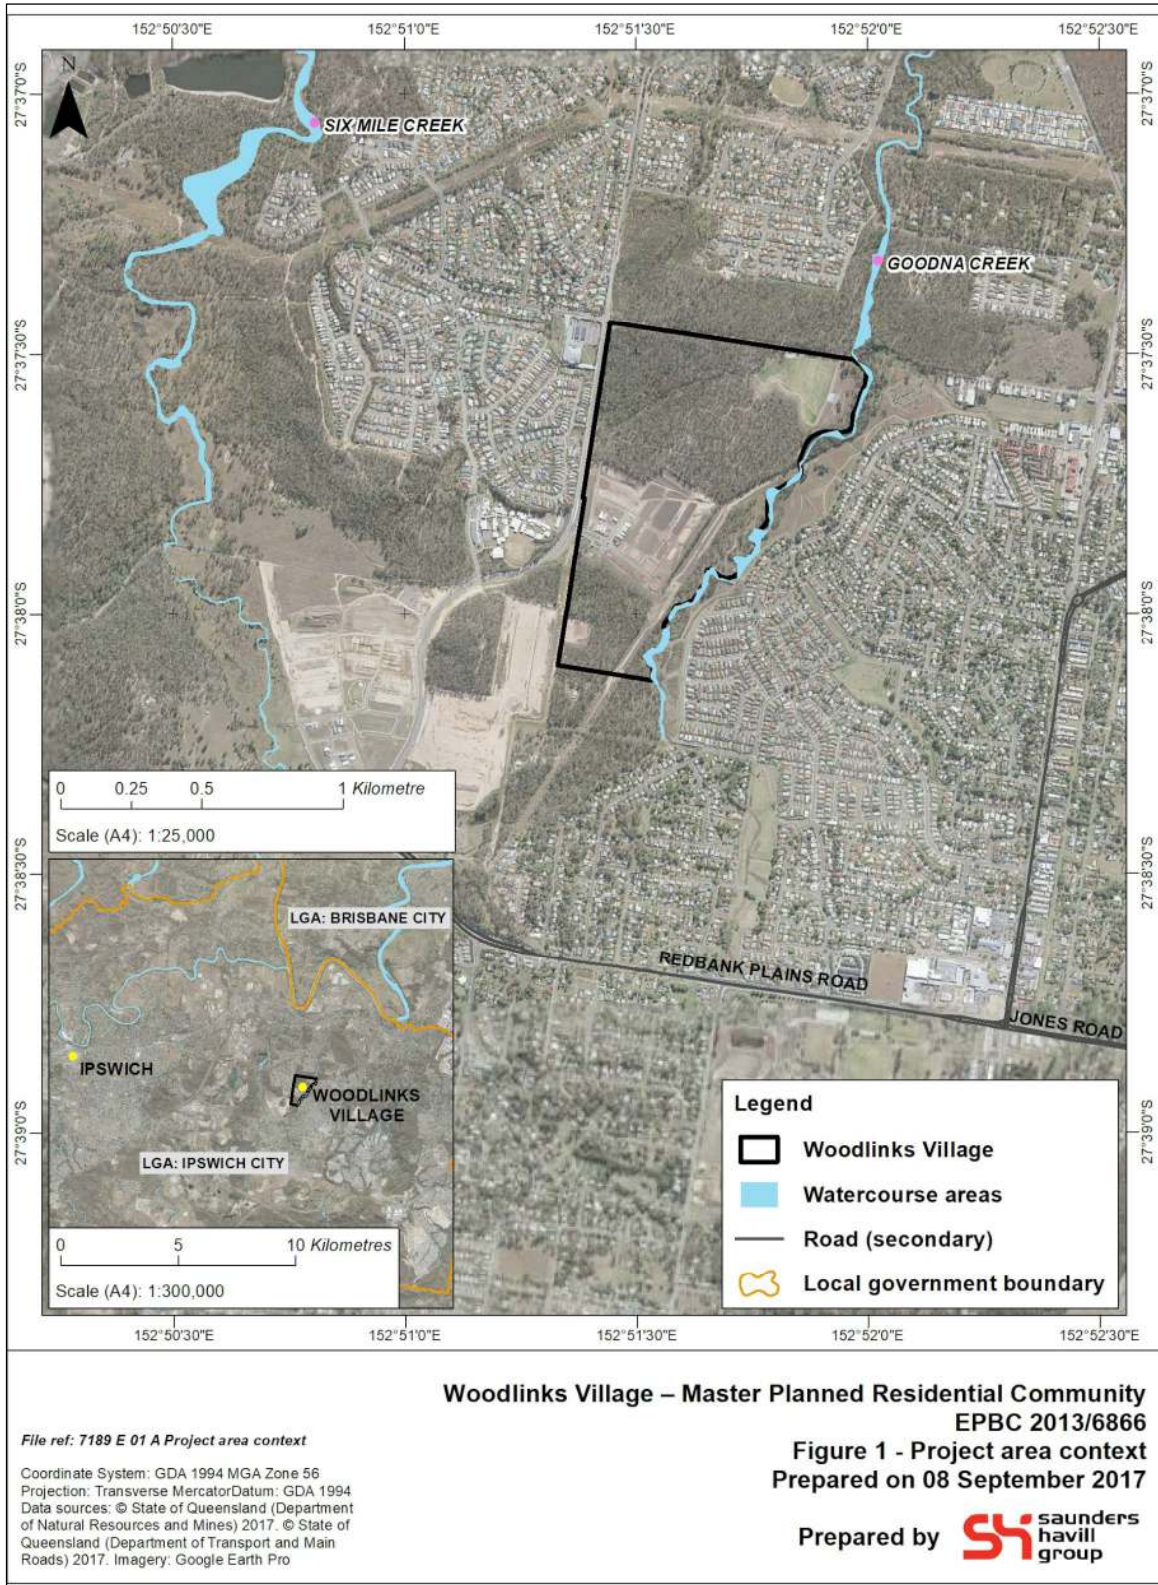 152°50'30"E 152°51'0"E 152°51'30"E 152°52'0"E 152°52'30"E
27°37'0"S
27°37'30"S
27°38'0"S
27°38'30"S
27°39'0"S
N
SIX MILE CREEK
GOODNA CREEK
0 0.25 0.5 1 Kilometre
Scale (A4): 1:25,000
LGA: BRISBANE CITY
IPSWICH
WOODLINKS
VILLAGE
LGA: IPSWICH CITY
0 5 10 Kilometres
Scale (A4): 1:300,000
REDBANK PLAINS ROAD
JONES ROAD
Legend
Woodlinks Village
Watercourse areas
Road (secondary)
Local government boundary
27°37'0"S
27°37'30"S
27°38'0"S
27°38'30"S
27°39'0"S
152°50'30"E 152°51'0"E 152°51'30"E 152°52'0"E 152°52'30"E
Woodlinks Village – Master Planned Residential Community
EPBC 2013/6866
Figure 1 - Project area context
Prepared on 08 September 2017
Prepared by
saunders
havill
group
File ref: 7189 E 01 A Project area context
Coordinate System: GDA 1994 MGA Zone 56
Projection: Transverse MercatorDatum: GDA 1994
Data sources: © State of Queensland (Department
of Natural Resources and Mines) 2017. © State of
Queensland (Department of Transport and Main
Roads) 2017. Imagery: Google Earth Pro